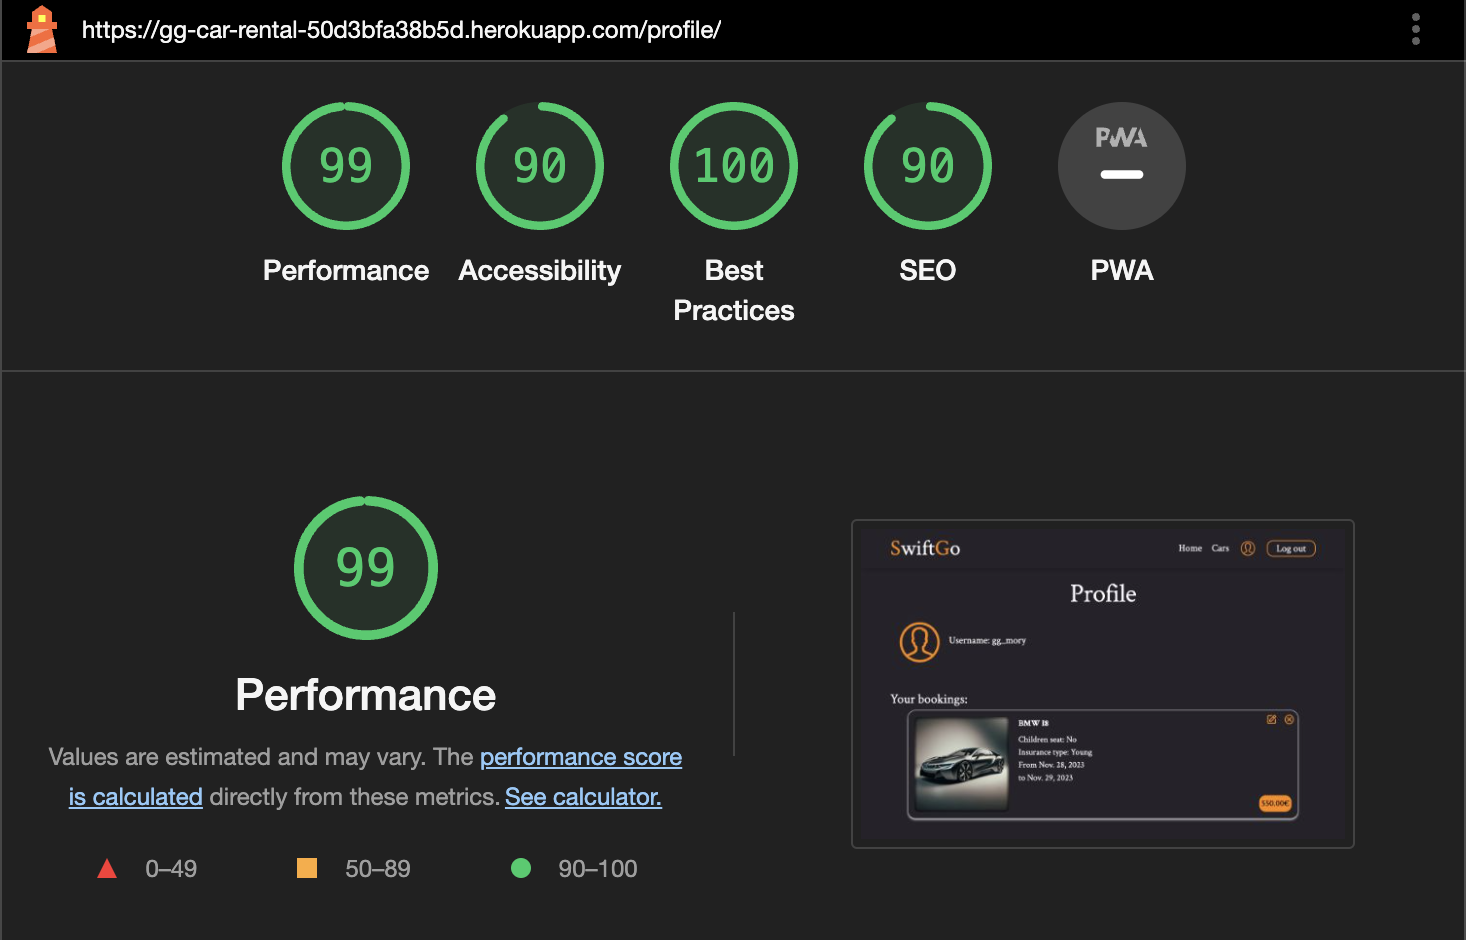 https://gg-car-rental-50d3bfa38b5d.herokuapp.com/profile/
99
90
100
90
PWA
Performance
Accessibility
Best
Practices
SEO
PWA
99
Performance
Values are estimated and may vary. The performance score
is calculated directly from these metrics. See calculator.
0–49
50–89
90–100
SwiftGo
Home
Cars
Log out
Profile
Username: gg_mory
Your bookings:
BMW I8
Children seat: No
Insurance type: Young
From Nov. 28, 2023
to Nov. 29, 2023
550.00€